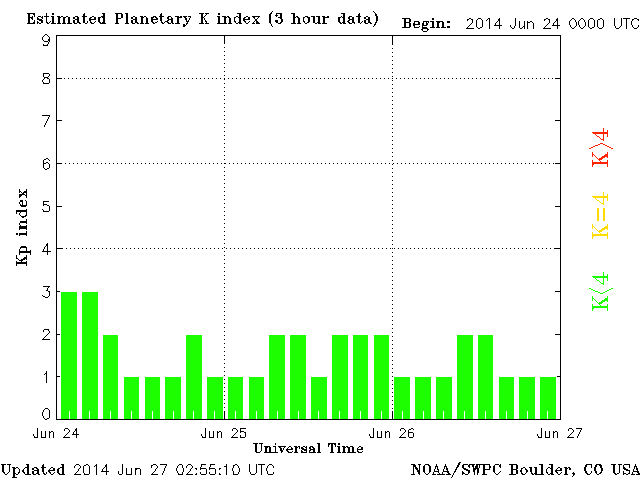 Estimated Planetary K index (3 hour data) Begin: 2014 Jun 24 0000 UTC
9
8
7
6
5
4
3
2
1
0
Kp index
K>4
K=4
K<4
Jun 24 Jun 25 Jun 26 Jun 27
Universal Time
Updated 2014 Jun 27 02:55:10 UTC NOAA/SWPC Boulder, CO USA